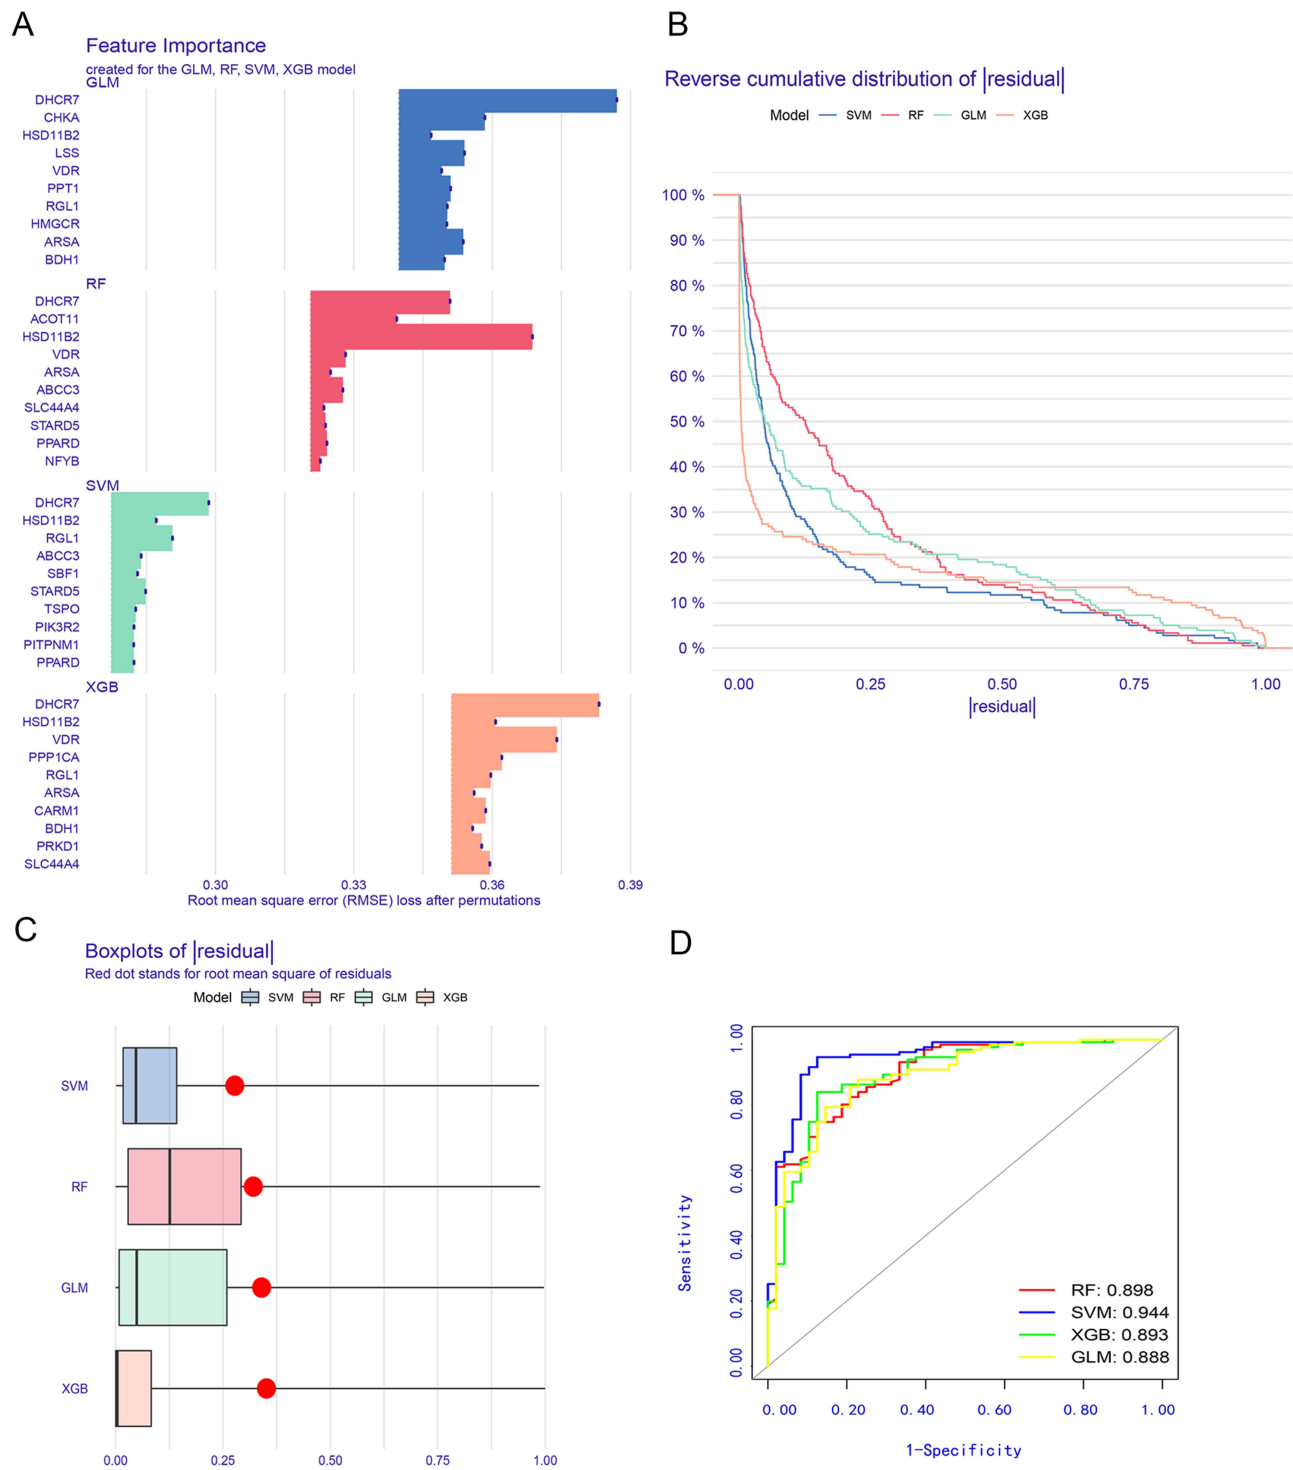 A
Feature Importance
created for the GLM, RF, SVM, XGB model
GLM
DHCR7
CHKA
HSD11B2
LSS
VDR
PPT1
RGL1
HMGCR
ARSA
BDH1
RF
DHCR7
ACOT11
HSD11B2
VDR
ARSA
ABCC3
SLC44A4
STARD5
PPARD
NFYB
SVM
DHCR7
HSD11B2
RGL1
ABCC3
SBF1
STARD5
TSPO
PIK3R2
PITPNM1
PPARD
XGB
DHCR7
HSD11B2
VDR
PPP1CA
RGL1
ARSA
CARM1
BDH1
PRKD1
SLC44A4
0.30 0.33 0.36 0.39
Root mean square error (RMSE) loss after permutations
B
Reverse cumulative distribution of |residual|
Model SVM RF GLM XGB
100 %
90 %
80 %
70 %
60 %
50 %
40 %
30 %
20 %
10 %
0 %
0.00 0.25 0.50 0.75 1.00
|residual|
C
Boxplots of |residual|
Red dot stands for root mean square of residuals
Model SVM RF GLM XGB
SVM
RF
GLM
XGB
0.00 0.25 0.50 0.75 1.00
D
Sensitivity
1.00
0.80
0.60
0.40
0.20
0.00
RF: 0.898
SVM: 0.944
XGB: 0.893
GLM: 0.888
0.00 0.20 0.40 0.60 0.80 1.00
1-Specificity